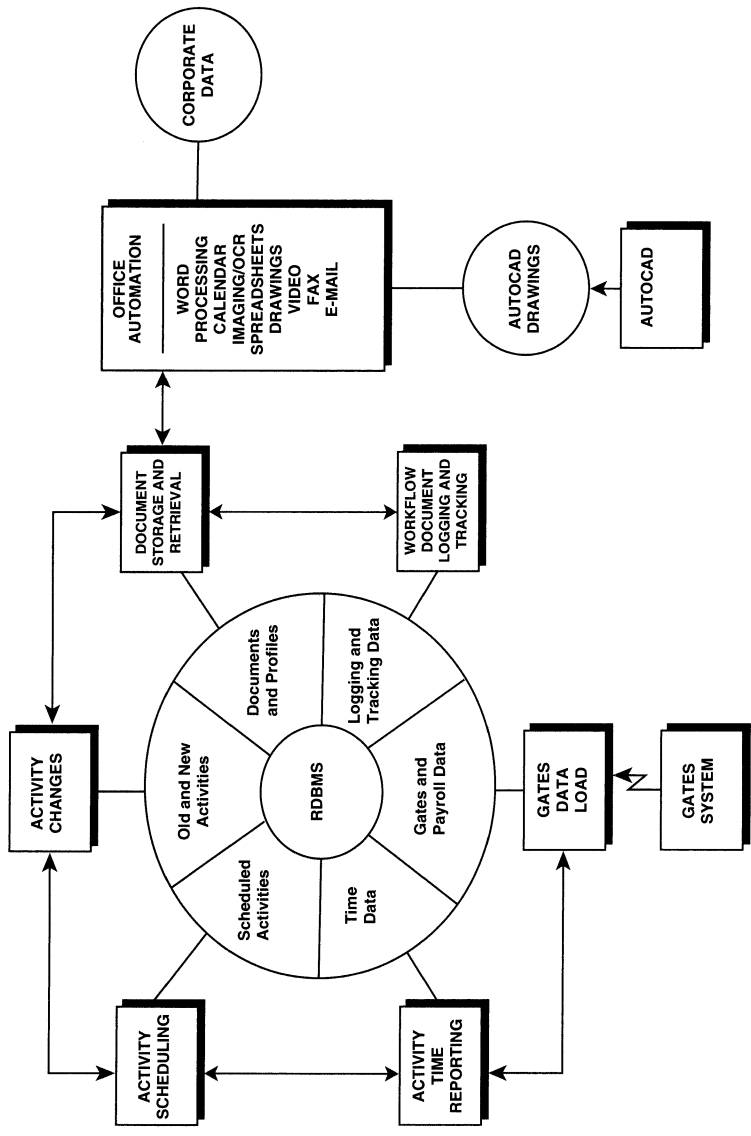 ACTIVITY
SCHEDULING
ACTIVITY
TIME
REPORTING
ACTIVITY
CHANGES
Scheduled
Activities
Old and New
Activities
Documents
and Profiles
Time
Data
RDBMS
Gates and
Payroll Data
Logging and
Tracking Data
GATES
DATA
LOAD
GATES
SYSTEM
DOCUMENT
STORAGE AND
RETRIEVAL
WORKFLOW
DOCUMENT
LOGGING AND
TRACKING
OFFICE
AUTOMATION
WORD
PROCESSING
CALENDAR
IMAGING/OCR
SPREADSHEETS
DRAWINGS
VIDEO
FAX
E-MAIL
AUTOCAD
DRAWINGS
AUTOCAD
CORPORATE
DATA